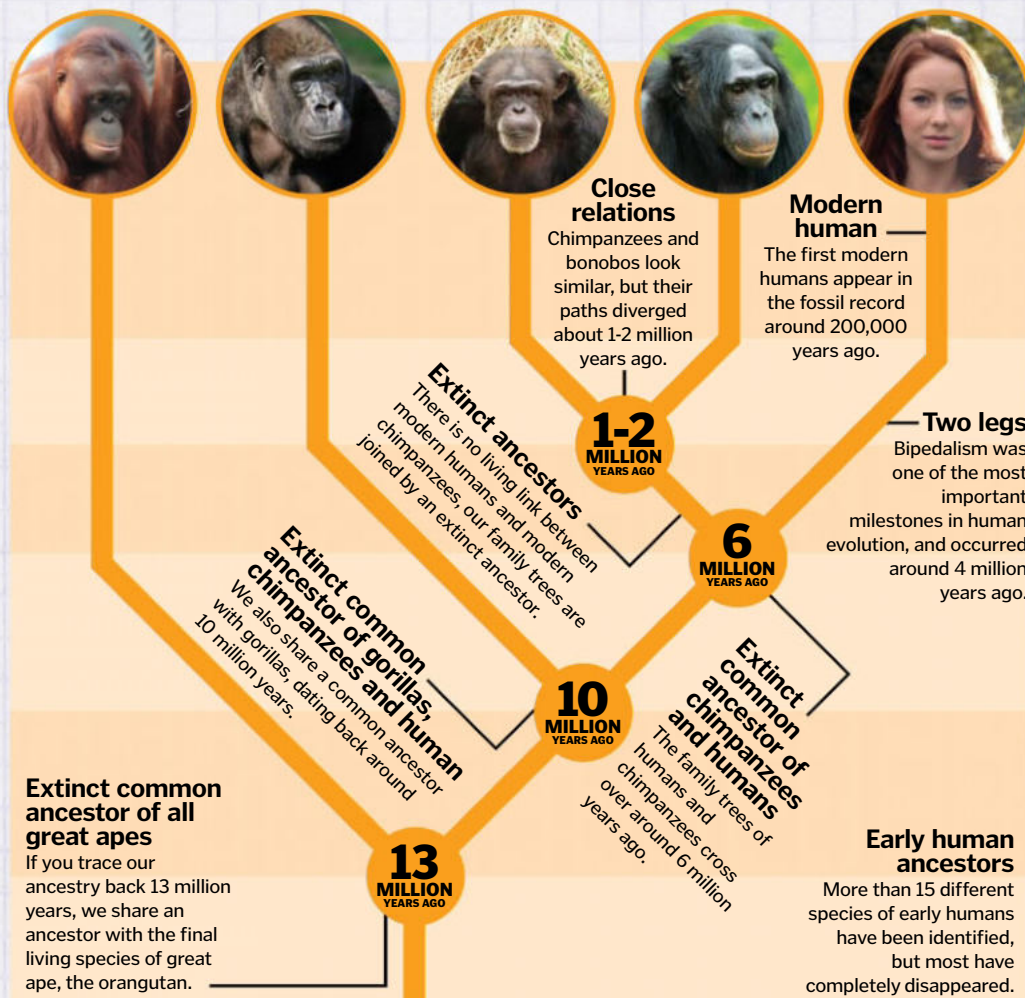 Close
relations
Chimpanzees and
bonobos look
similar, but their
paths diverged
about 1-2 million
years ago.
Modern
human
The first modern
humans appear in
the fossil record
around 200,000
years ago.
Extinct ancestors
There is no living link between
modern humans and modern
chimpanzees, our family trees are
joined by an extinct ancestor.
1-2
MILLION
YEARS AGO
Two legs
Bipedalism was
one of the most
important
milestones in human
evolution, and occurred
around 4 million
years ago.
6
MILLION
YEARS AGO
Extinct common
ancestor of gorillas,
chimpanzees and human
We also share a common ancestor
with gorillas, dating back around
10 million years.
10
MILLION
YEARS AGO
Extinct
common
ancestor of
chimpanzees
and humans
The family trees of
humans and
chimpanzees cross
over around 6 million
years ago.
Extinct common
ancestor of all
great apes
If you trace our
ancestry back 13 million
years, we share an
ancestor with the final
living species of great
ape, the orangutan.
13
MILLION
YEARS AGO
Early human
ancestors
More than 15 different
species of early humans
have been identified,
but most have
completely disappeared.